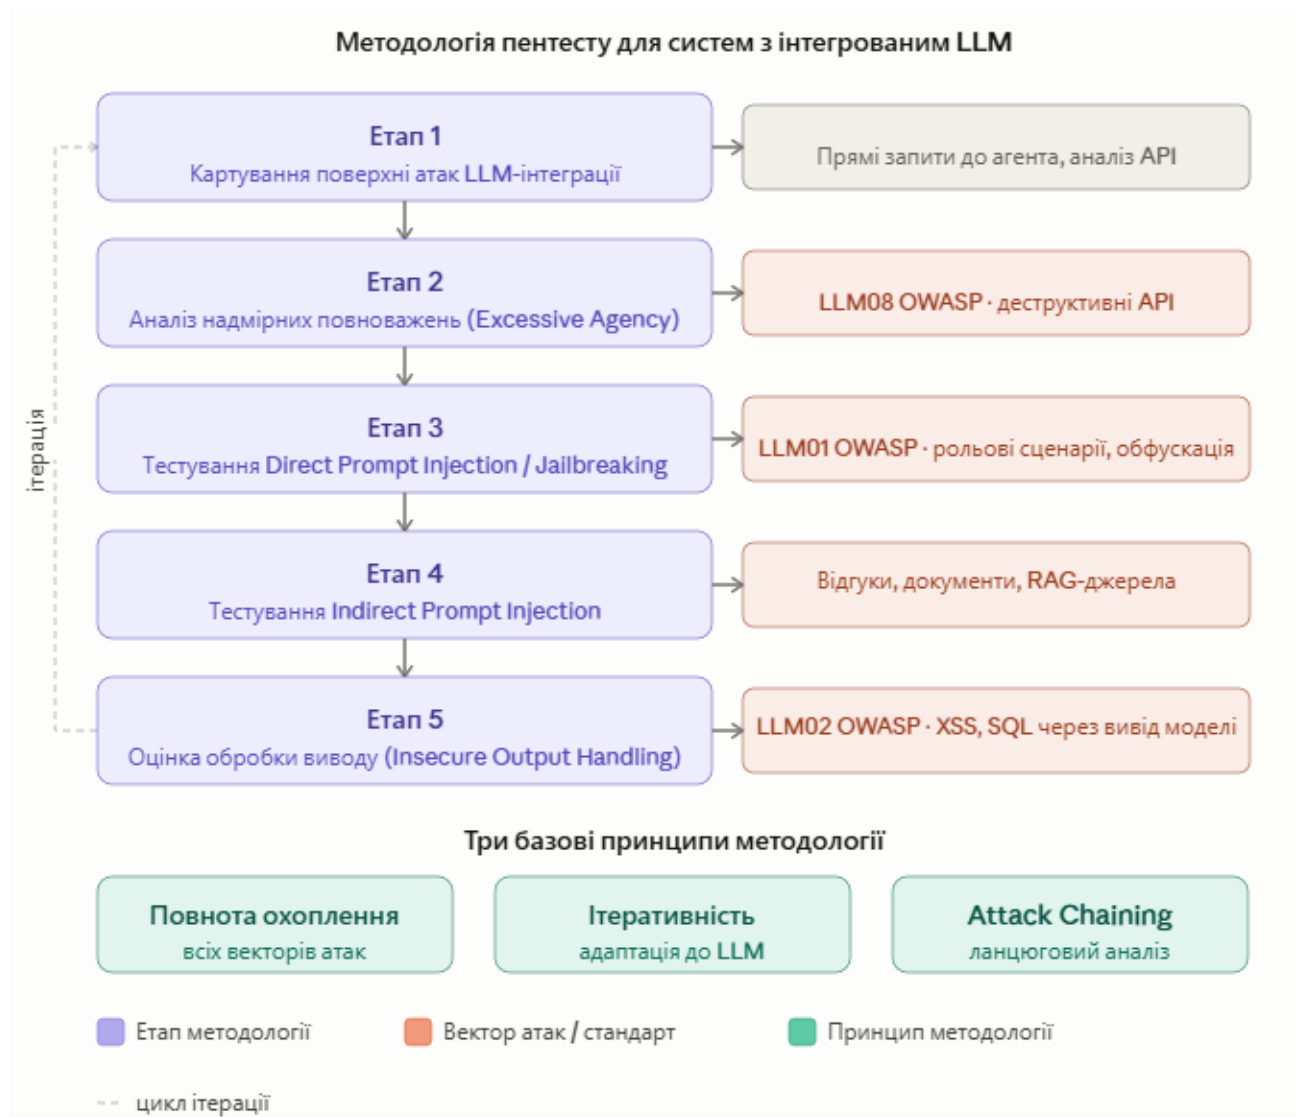 Методологія пентесту для систем з інтегрованим LLM
Етап 1
Картування поверхні атак LLM-інтеграції
Прямі запити до агента, аналіз API
Етап 2
Аналіз надмірних повноважень (Excessive Agency)
LLM08 OWASP · деструктивні API
Етап 3
Тестування Direct Prompt Injection / Jailbreaking
LLM01 OWASP · рольові сценарії, обфускація
ітерація
Етап 4
Тестування Indirect Prompt Injection
Відгуки, документи, RAG-джерела
Етап 5
Оцінка обробки виводу (Insecure Output Handling)
LLM02 OWASP · XSS, SQL через вивід моделі
Три базові принципи методології
Повнота охоплення
всіх векторів атак
Ітеративність
адаптація до LLM
Attack Chaining
ланцюговий аналіз
Етап методології
Вектор атак / стандарт
Принцип методології
цикл ітерації